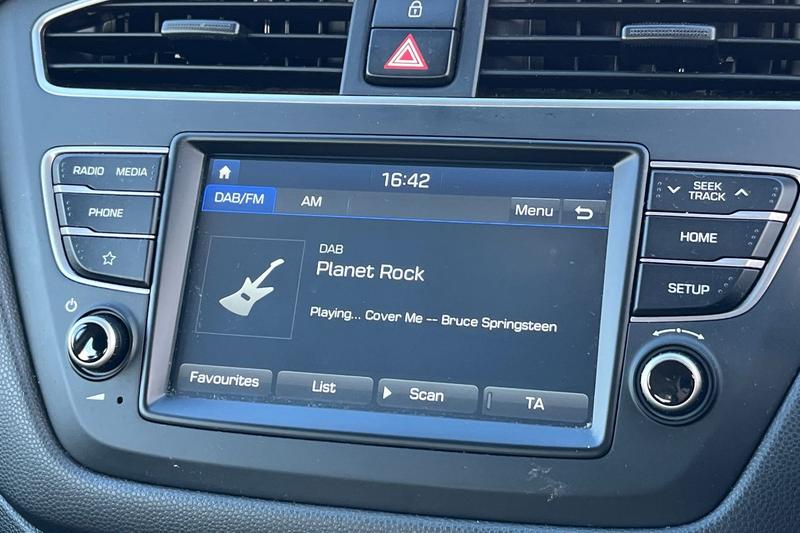 16:42
RADIO MEDIA
PHONE
DAB/FM AM
Menu
SEEK
TRACK
HOME
SETUP
DAB
Planet Rock
Playing... Cover Me -- Bruce Springsteen
Favourites List Scan TA